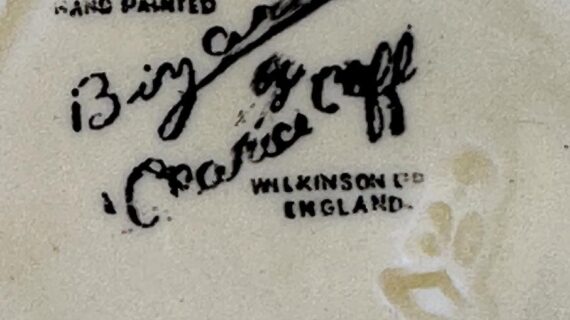 HAND PAINTED
Bizarre
by
Clarice Cliff
WILKINSON LTD
ENGLAND.